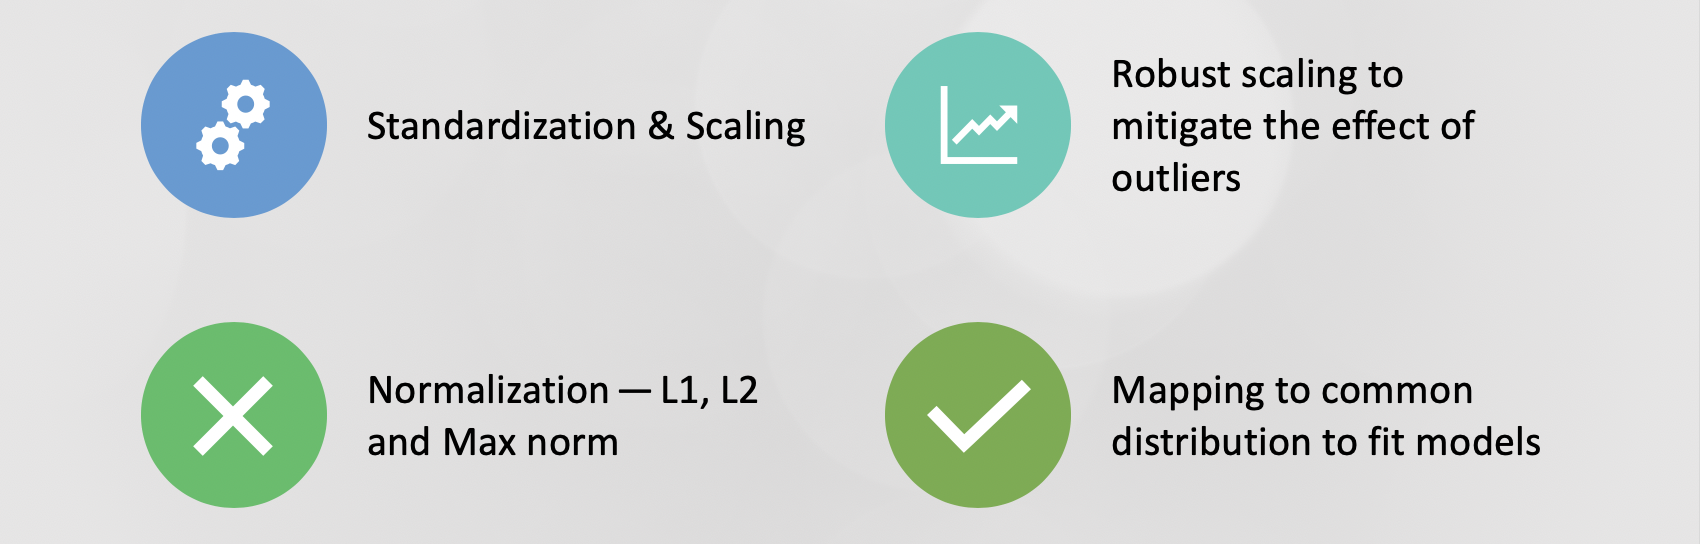 Standardization & Scaling
Robust scaling to
mitigate the effect of
outliers
Normalization — L1, L2
and Max norm
Mapping to common
distribution to fit models